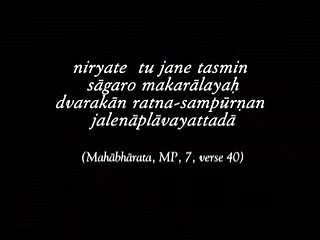 niryate tu jane tasmin
sāgaro makarālayaḥ
dvarakān ratna-sampūrṇan
jalenāplāvayattadā
(Mahābhārata, MP, 7, verse 40)